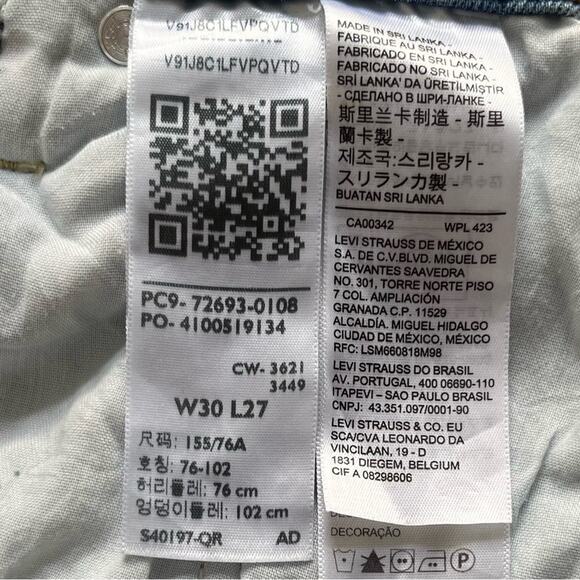 V91J8C1LFVPQVTD
V91J8C1LFVPQVTD
PC9- 72693-0108
PO- 4100519134
CW- 3621
3449
W30 L27
尺码: 155/76A
호칭: 76-102
허리둘레: 76 cm
엉덩이둘레: 102 cm
S40197-QR AD
MADE IN SRI LANKA -
FABRIQUE AU SRI LANKA -
FABRICADO EN SRI LANKA -
FABRICADO NO SRI LANKA -
SRİ LANKA' DA ÜRETİLMİŞTİR
- СДЕЛАНО В ШРИ-ЛАНКЕ -
斯里兰卡制造 - 斯里
蘭卡製 -
제조국:스리랑카 -
スリランカ製 -
BUATAN SRI LANKA
CA00342 WPL 423
LEVI STRAUSS DE MÉXICO
S.A. DE C.V.BLVD. MIGUEL DE
CERVANTES SAAVEDRA
NO. 301, TORRE NORTE PISO
7 COL. AMPLIACIÓN
GRANADA C.P. 11529
ALCALDÍA. MIGUEL HIDALGO
CIUDAD DE MÉXICO, MÉXICO
RFC: LSM660818M98
LEVI STRAUSS DO BRASIL
AV. PORTUGAL, 400 06690-110
ITAPEVI – SAO PAULO BRASIL
CNPJ: 43.351.097/0001-90
LEVI STRAUSS & CO. EU
SCA/CVA LEONARDO DA
VINCILAAN, 19 - D
1831 DIEGEM, BELGIUM
CIF A 08298606
DECORAÇÃO